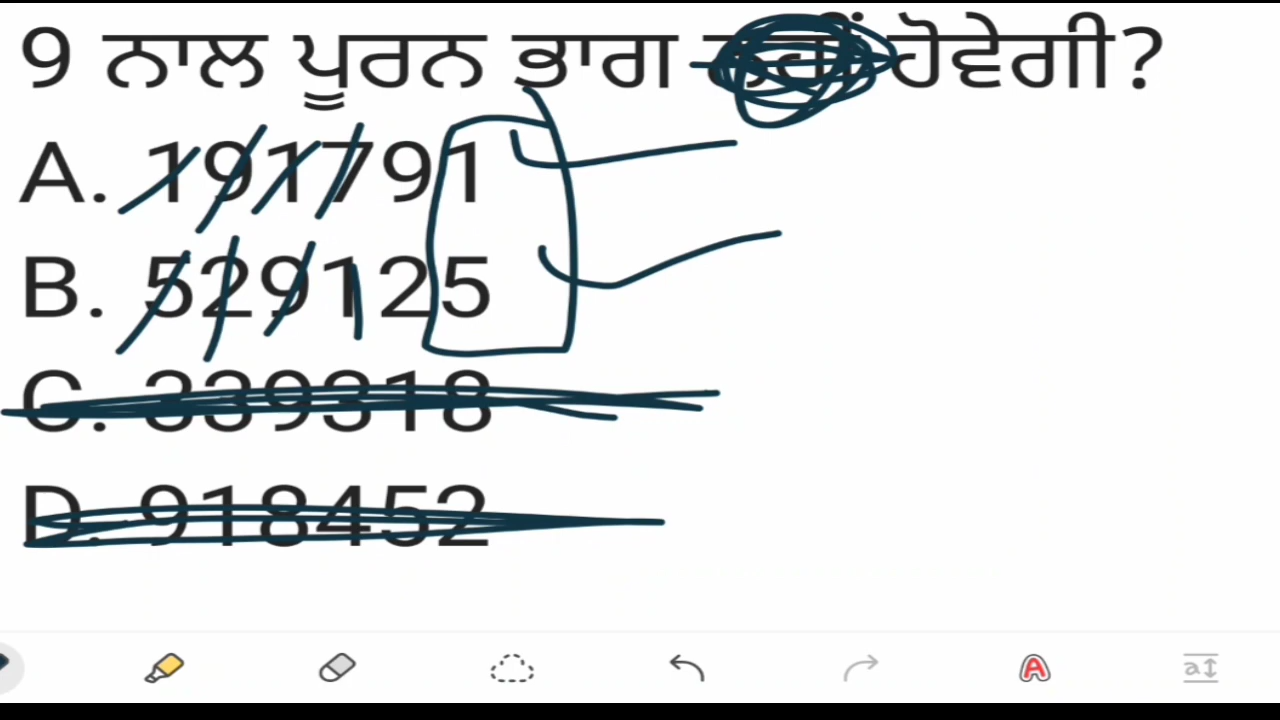 9 ਨਾਲ ਪੂਰਨ ਭਾਗ ਹੋਵੇਗੀ?
A. 191791
B. 529125
C. 339318
D. 918452